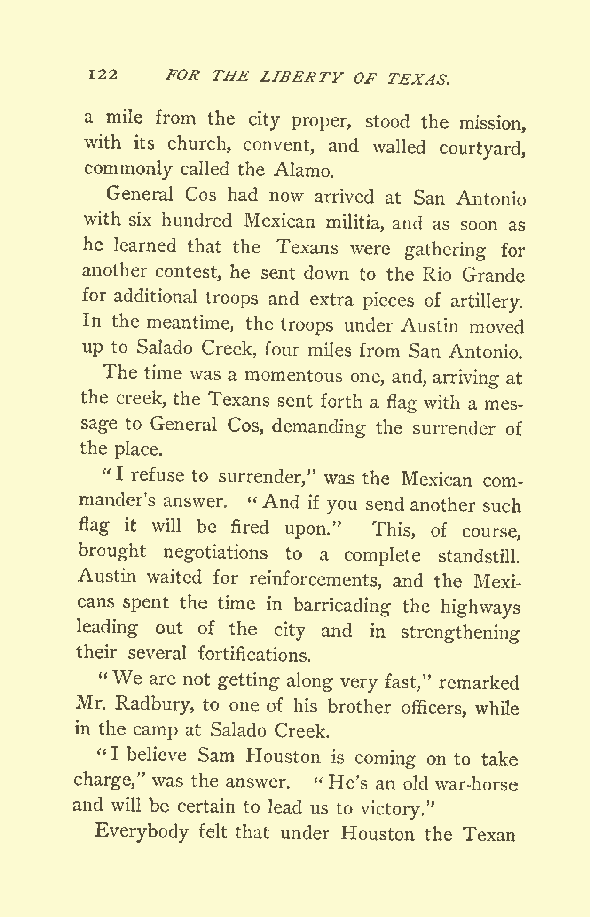 122 FOR THE LIBERTY OF TEXAS.
a mile from the city proper, stood the mission,
with its church, convent, and walled courtyard,
commonly called the Alamo.
General Cos had now arrived at San Antonio
with six hundred Mexican militia, and as soon as
he learned that the Texans were gathering for
another contest, he sent down to the Rio Grande
for additional troops and extra pieces of artillery.
In the meantime, the troops under Austin moved
up to Salado Creek, four miles from San Antonio.
The time was a momentous one, and, arriving at
the creek, the Texans sent forth a flag with a mes-
sage to General Cos, demanding the surrender of
the place.
“I refuse to surrender,” was the Mexican com-
mander's answer. “And if you send another such
flag it will be fired upon.” This, of course,
brought negotiations to a complete standstill.
Austin waited for reinforcements, and the Mexi-
cans spent the time in barricading the highways
leading out of the city and in strengthening
their several fortifications.
“We are not getting along very fast,” remarked
Mr. Radbury, to one of his brother officers, while
in the camp at Salado Creek.
“I believe Sam Houston is coming on to take
charge,” was the answer. “He's an old war-horse
and will be certain to lead us to victory.”
Everybody felt that under Houston the Texan